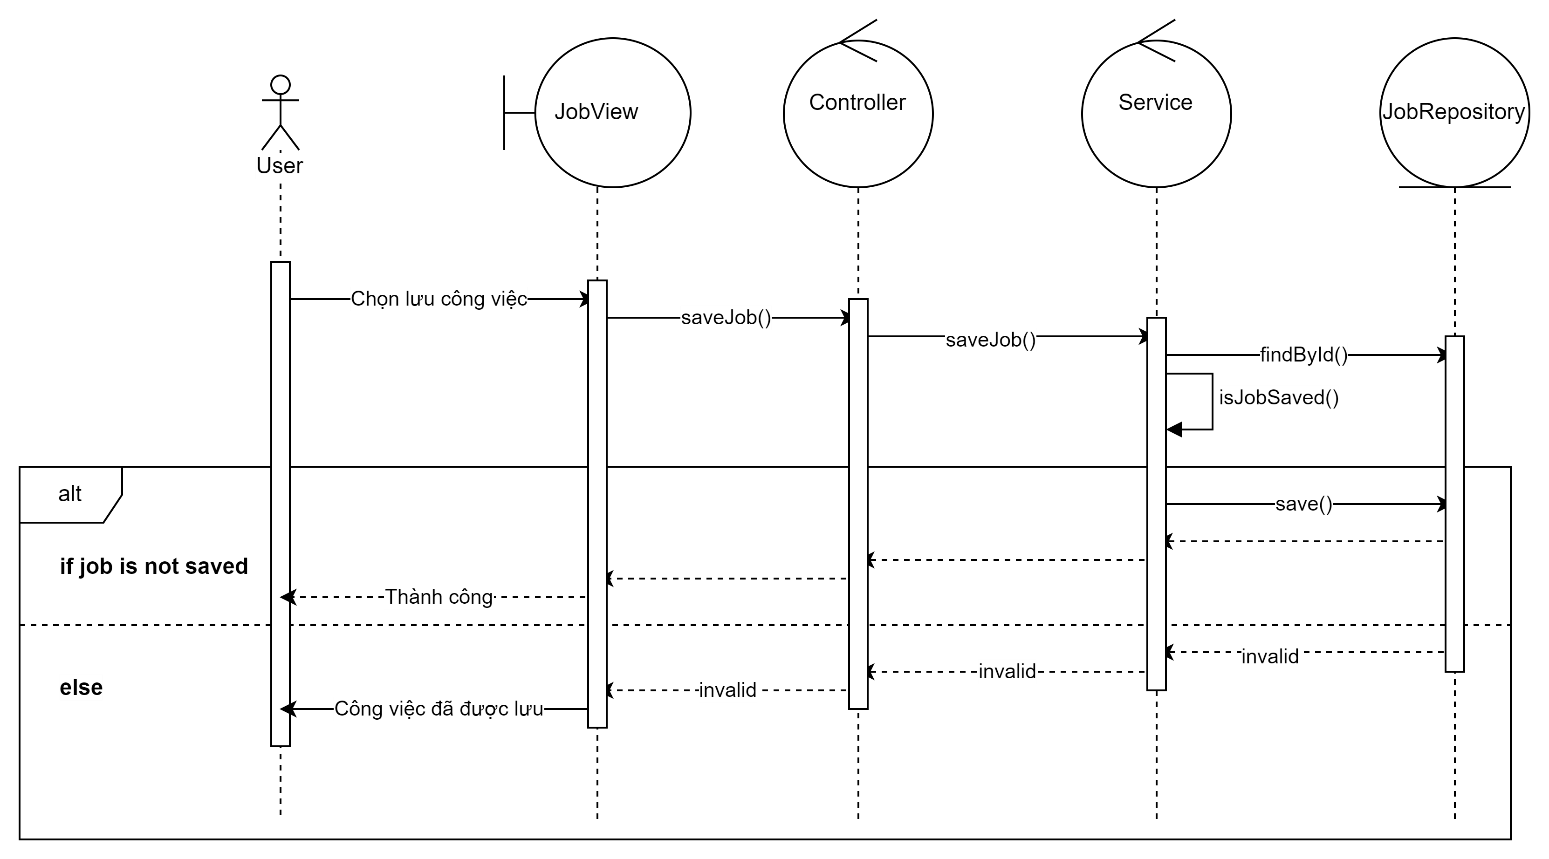 User
JobView
Controller
Service
JobRepository
Chọn lưu công việc
saveJob()
saveJob()
findById()
isJobSaved()
alt
save()
if job is not saved
Thành công
invalid
invalid
else
invalid
Công việc đã được lưu